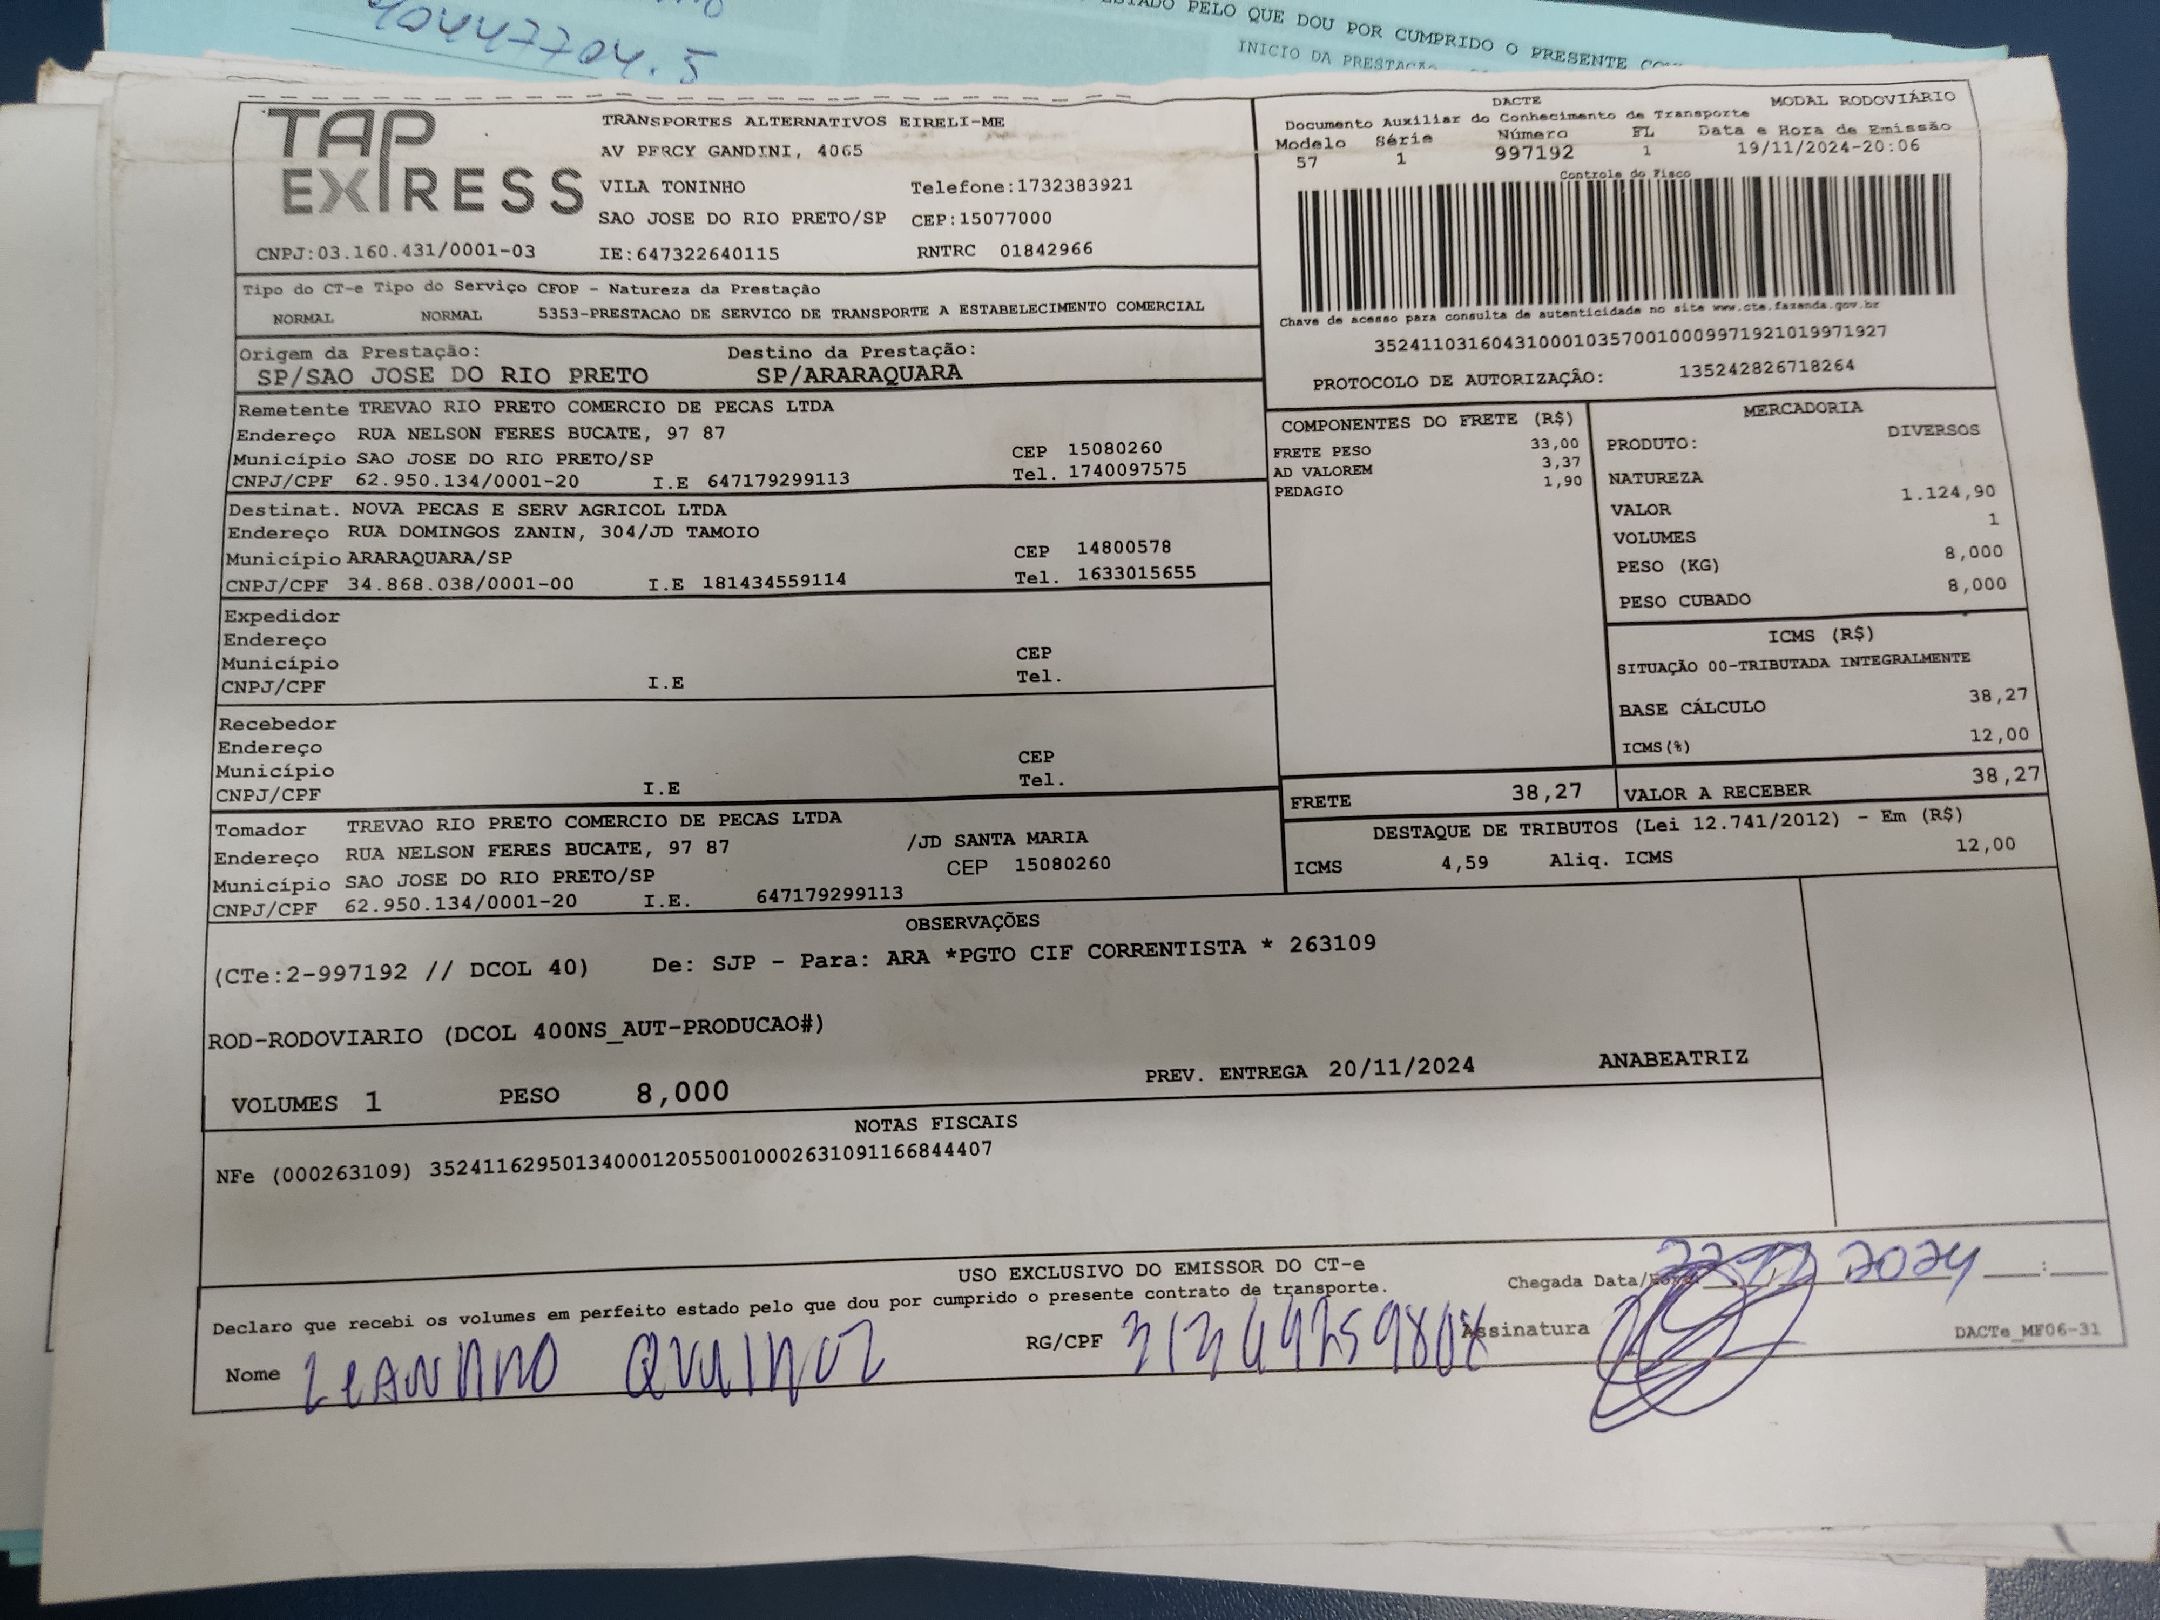 40447704.5
ESTADO PELO QUE DOU POR CUMPRIDO O PRESENTE
INICIO DA PRESTAÇÃO
TAP EXPRESS
TRANSPORTES ALTERNATIVOS EIRELI-ME
AV PERCY GANDINI, 4065
VILA TONINHO Telefone:1732383921
SAO JOSE DO RIO PRETO/SP CEP:15077000
CNPJ:03.160.431/0001-03 IE:647322640115 RNTRC 01842966
DACTE MODAL RODOVIÁRIO
Documento Auxiliar do Conhecimento de Transporte
Modelo Série Número FL Data e Hora de Emissão
57 1 997192 1 19/11/2024-20:06
Controle do Fisco
Chave de acesso para consulta de autenticidade no site www.cte.fazenda.gov.br
35241103160431000103570010009971921019971927
PROTOCOLO DE AUTORIZAÇÃO: 135242826718264
Tipo do CT-e Tipo do Serviço CFOP - Natureza da Prestação
NORMAL NORMAL 5353-PRESTACAO DE SERVICO DE TRANSPORTE A ESTABELECIMENTO COMERCIAL
Origem da Prestação: Destino da Prestação:
SP/SAO JOSE DO RIO PRETO SP/ARARAQUARA
Remetente TREVAO RIO PRETO COMERCIO DE PECAS LTDA
Endereço RUA NELSON FERES BUCATE, 97 87
Município SAO JOSE DO RIO PRETO/SP CEP 15080260
CNPJ/CPF 62.950.134/0001-20 I.E 647179299113 Tel. 1740097575
Destinat. NOVA PECAS E SERV AGRICOL LTDA
Endereço RUA DOMINGOS ZANIN, 304/JD TAMOIO
Município ARARAQUARA/SP CEP 14800578
CNPJ/CPF 34.868.038/0001-00 I.E 181434559114 Tel. 1633015655
Expedidor
Endereço
Município CEP
CNPJ/CPF I.E Tel.
Recebedor
Endereço
Município CEP
CNPJ/CPF I.E Tel.
Tomador TREVAO RIO PRETO COMERCIO DE PECAS LTDA
Endereço RUA NELSON FERES BUCATE, 97 87 /JD SANTA MARIA
Município SAO JOSE DO RIO PRETO/SP CEP 15080260
CNPJ/CPF 62.950.134/0001-20 I.E. 647179299113
COMPONENTES DO FRETE (R$)
FRETE PESO 33,00
AD VALOREM 3,37
PEDAGIO 1,90
MERCADORIA
PRODUTO: DIVERSOS
NATUREZA
VALOR 1.124,90
VOLUMES 1
PESO (KG) 8,000
PESO CUBADO 8,000
ICMS (R$)
SITUAÇÃO 00-TRIBUTADA INTEGRALMENTE
BASE CÁLCULO 38,27
ICMS(%) 12,00
FRETE 38,27 VALOR A RECEBER 38,27
DESTAQUE DE TRIBUTOS (Lei 12.741/2012) - Em (R$)
ICMS 4,59 Aliq. ICMS 12,00
OBSERVAÇÕES
(CTe:2-997192 // DCOL 40) De: SJP - Para: ARA *PGTO CIF CORRENTISTA * 263109
ROD-RODOVIARIO (DCOL 400NS_AUT-PRODUCAO#)
VOLUMES 1 PESO 8,000 PREV. ENTREGA 20/11/2024 ANABEATRIZ
NOTAS FISCAIS
NFe (000263109) 35241162950134000120550010002631091166844407
USO EXCLUSIVO DO EMISSOR DO CT-e
Declaro que recebi os volumes em perfeito estado pelo que dou por cumprido o presente contrato de transporte.
Chegada Data/Hora 2024 :
Nome LEANDRO RG/CPF Assinatura DACTe_MF06-31